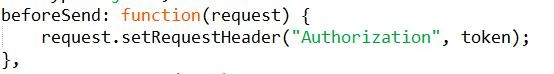 beforeSend: function(request) {
    request.setRequestHeader("Authorization", token);
},